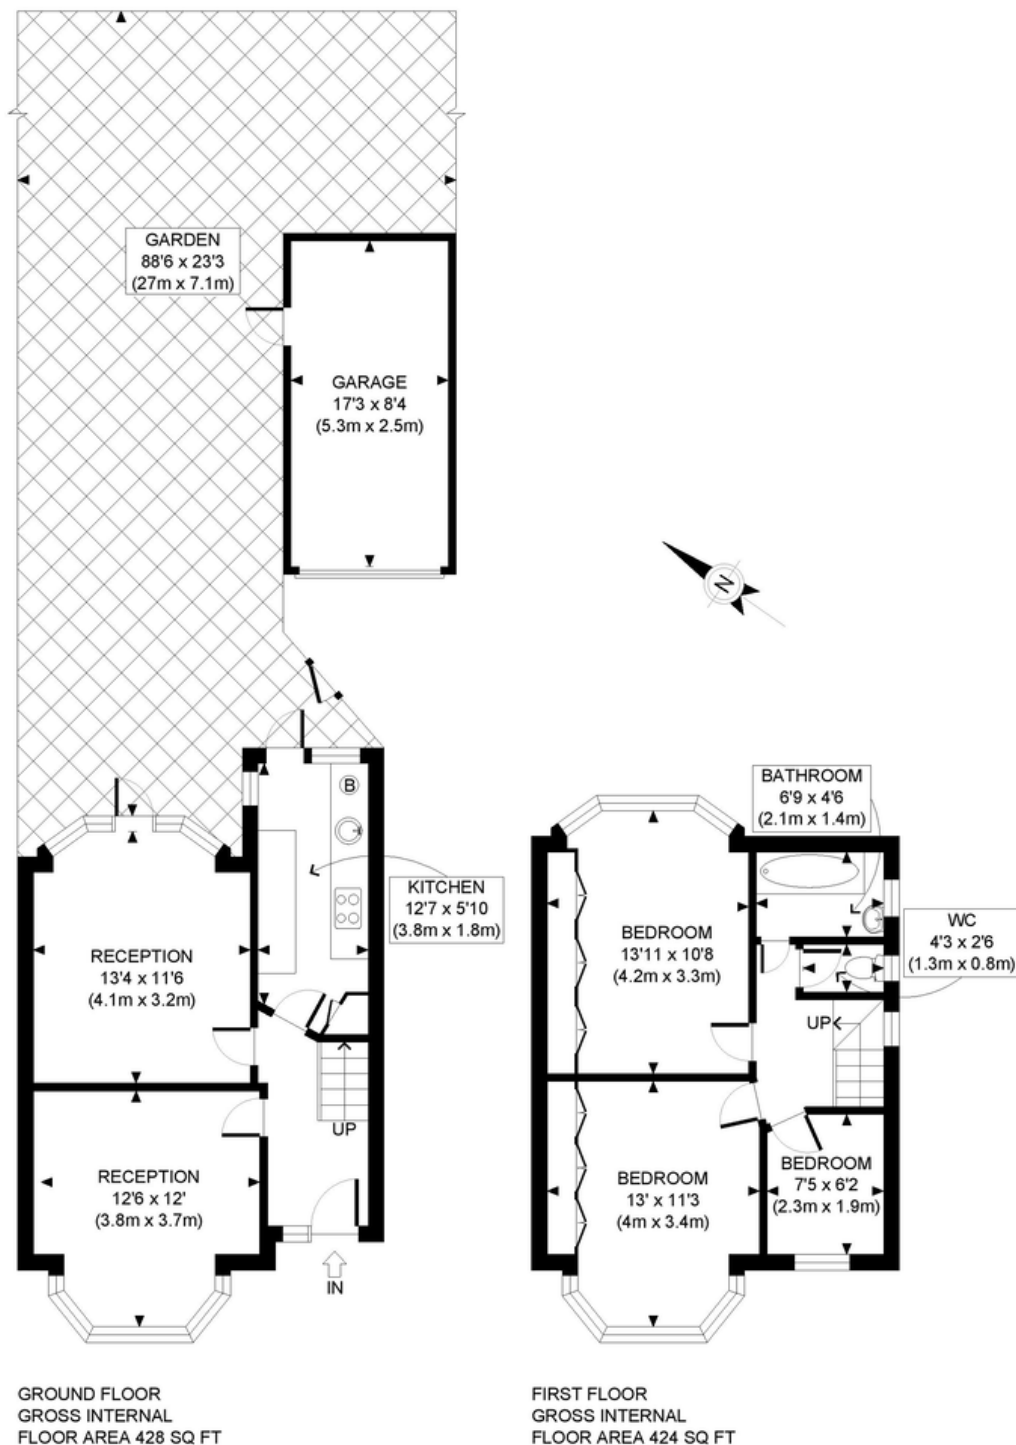 GARDEN
88'6 x 23'3
(27m x 7.1m)
GARAGE
17'3 x 8'4
(5.3m x 2.5m)
N
B
KITCHEN
12'7 x 5'10
(3.8m x 1.8m)
RECEPTION
13'4 x 11'6
(4.1m x 3.2m)
UP
RECEPTION
12'6 x 12'
(3.8m x 3.7m)
IN
GROUND FLOOR
GROSS INTERNAL
FLOOR AREA 428 SQ FT
BATHROOM
6'9 x 4'6
(2.1m x 1.4m)
WC
4'3 x 2'6
(1.3m x 0.8m)
BEDROOM
13'11 x 10'8
(4.2m x 3.3m)
UP
BEDROOM
13' x 11'3
(4m x 3.4m)
BEDROOM
7'5 x 6'2
(2.3m x 1.9m)
FIRST FLOOR
GROSS INTERNAL
FLOOR AREA 424 SQ FT